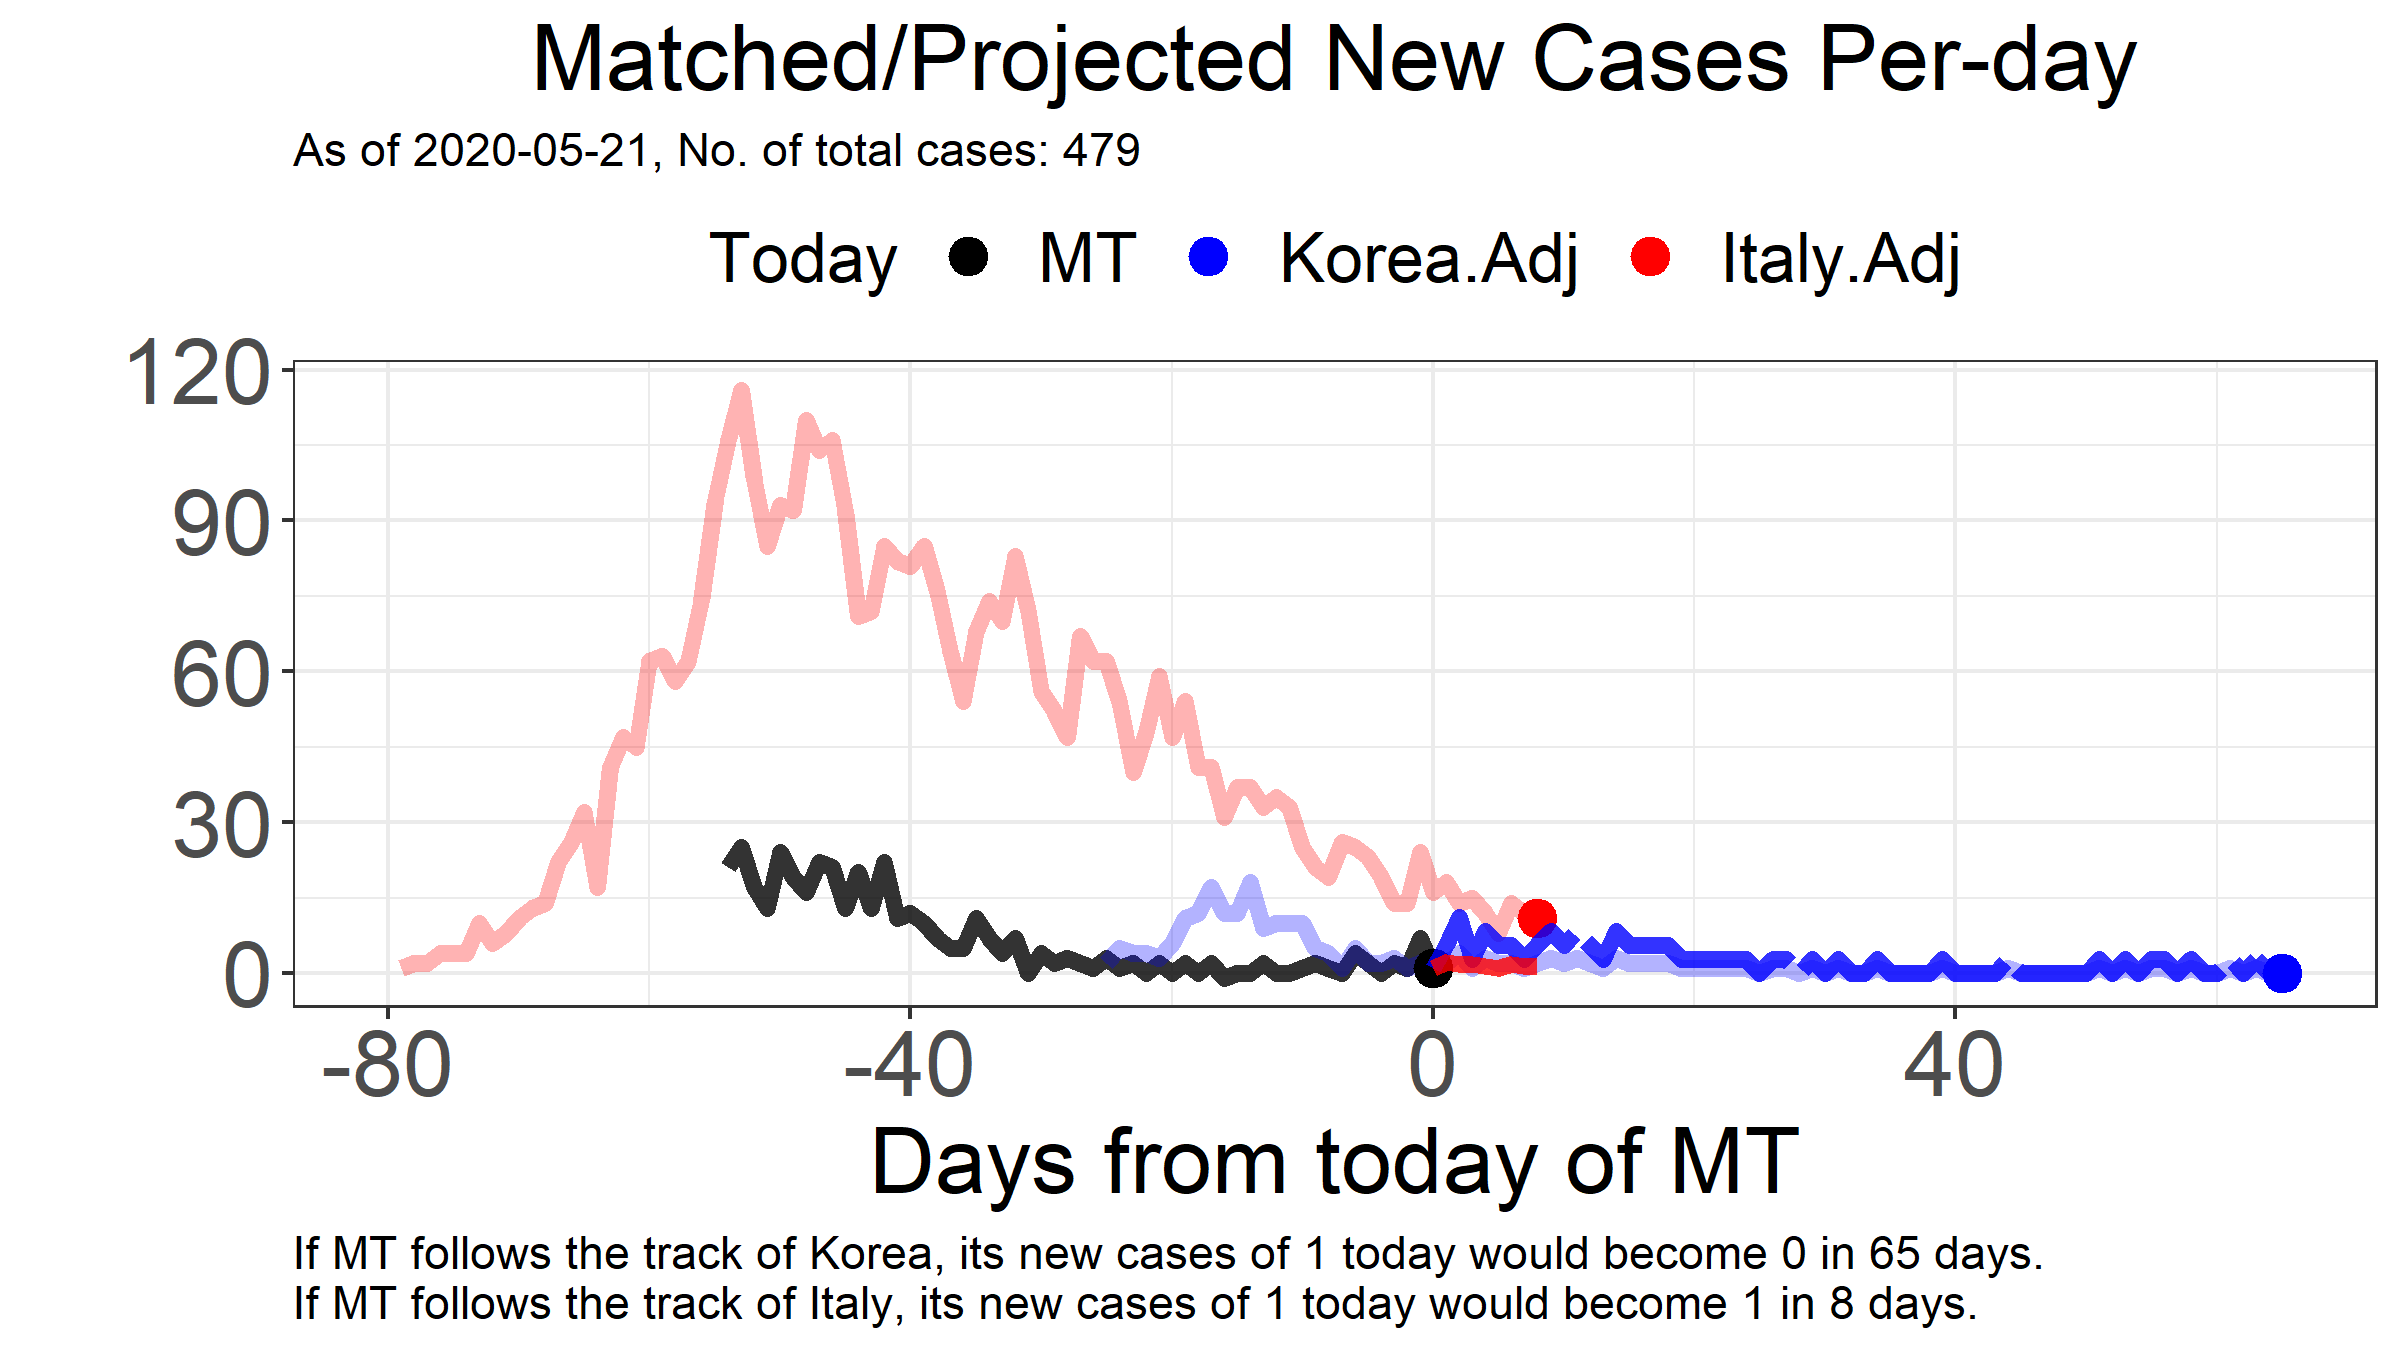 Matched/Projected New Cases Per-day
As of 2020-05-21, No. of total cases: 479
Today MT Korea.Adj Italy.Adj
120
90
60
30
0
-80 -40 0 40
Days from today of MT
If MT follows the track of Korea, its new cases of 1 today would become 0 in 65 days.
If MT follows the track of Italy, its new cases of 1 today would become 1 in 8 days.